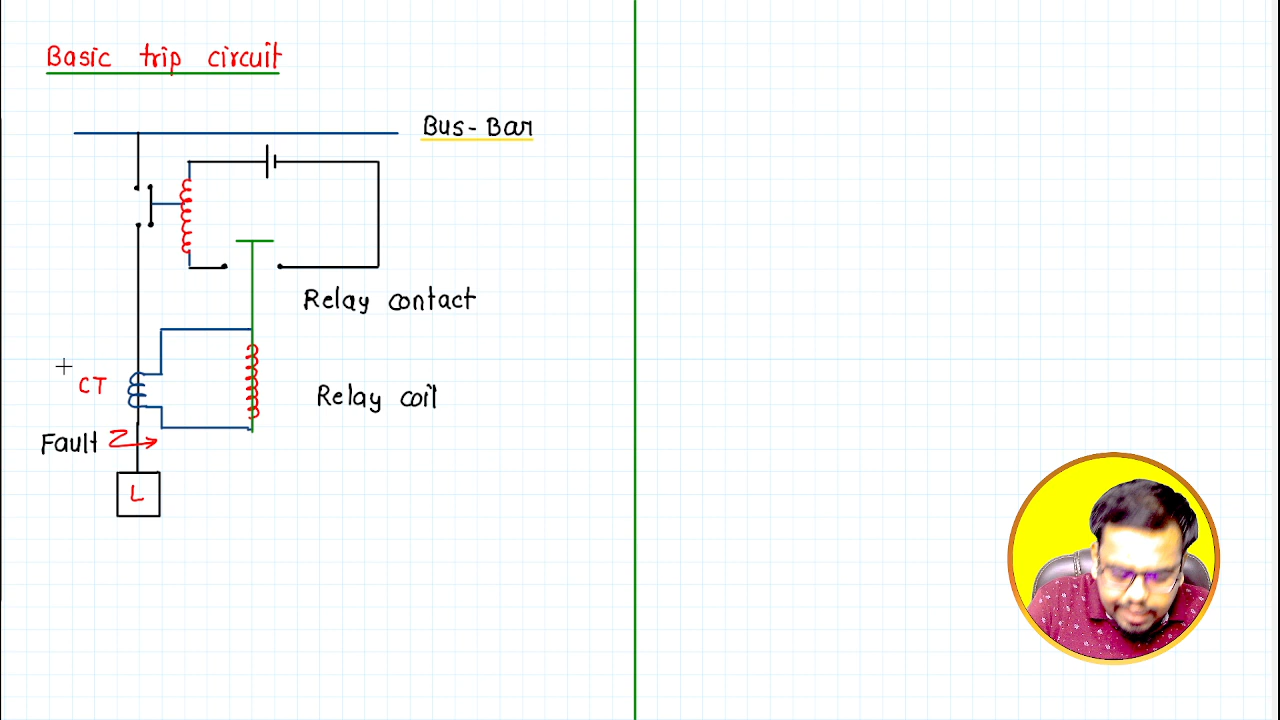 Basic trip circuit
Bus-Bar
Relay contact
CT
Relay coil
Fault
L